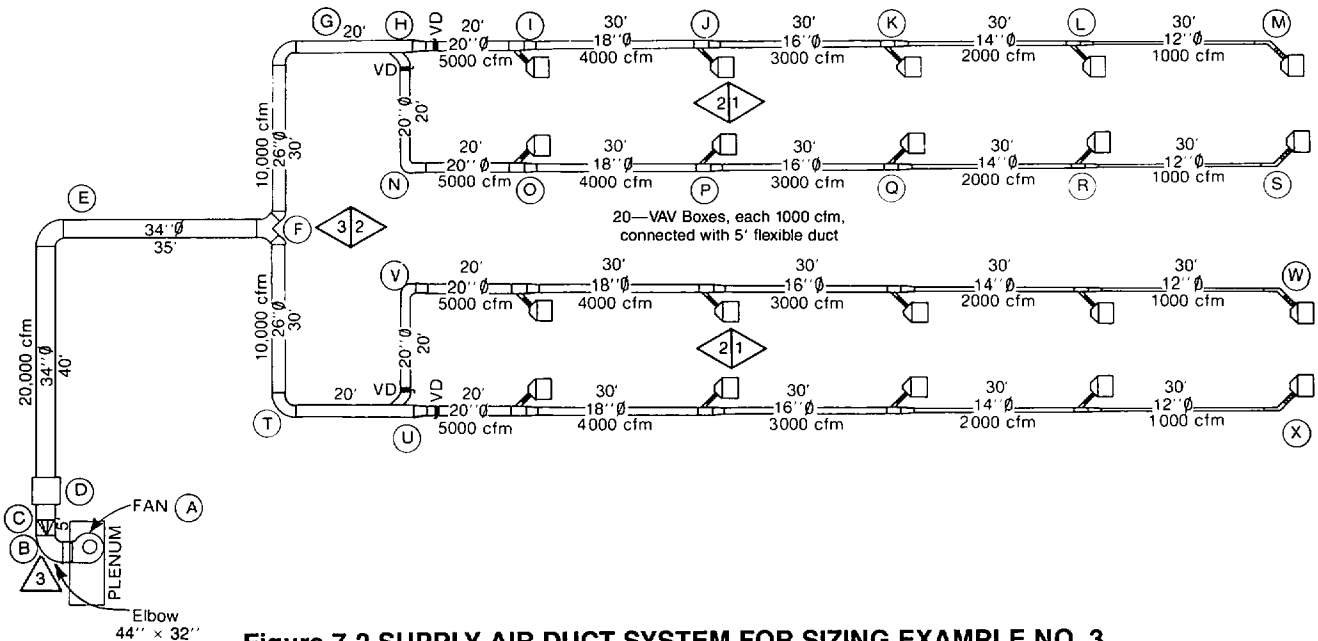 G 20' H VD 20' I 30' J 30' K 30' L 30' M
20"Ø 18"Ø 16"Ø 14"Ø 12"Ø
5000 cfm 4000 cfm 3000 cfm 2000 cfm 1000 cfm
VD
10,000 cfm
26"Ø
30'
20"Ø
20'
2 1
20' 30' 30' 30' 30'
20"Ø 18"Ø 16"Ø 14"Ø 12"Ø
N 5000 cfm O 4000 cfm P 3000 cfm Q 2000 cfm R 1000 cfm S
E
34"Ø
35'
F
3 2
20—VAV Boxes, each 1000 cfm,
connected with 5' flexible duct
V 20' 30' 30' 30' 30' W
20"Ø 18"Ø 16"Ø 14"Ø 12"Ø
5000 cfm 4000 cfm 3000 cfm 2000 cfm 1000 cfm
10,000 cfm
26"Ø
30'
20"Ø
20'
2 1
20,000 cfm
34"Ø
40'
VD
VD
20' 20' 30' 30' 30' 30'
20"Ø 18"Ø 16"Ø 14"Ø 12"Ø
T U 5000 cfm 4000 cfm 3000 cfm 2000 cfm 1000 cfm X
D
FAN A
C
5'
B
PLENUM
3
Elbow
44" × 32"
Figure 7-2 SUPPLY AIR DUCT SYSTEM FOR SIZING EXAMPLE NO. 3